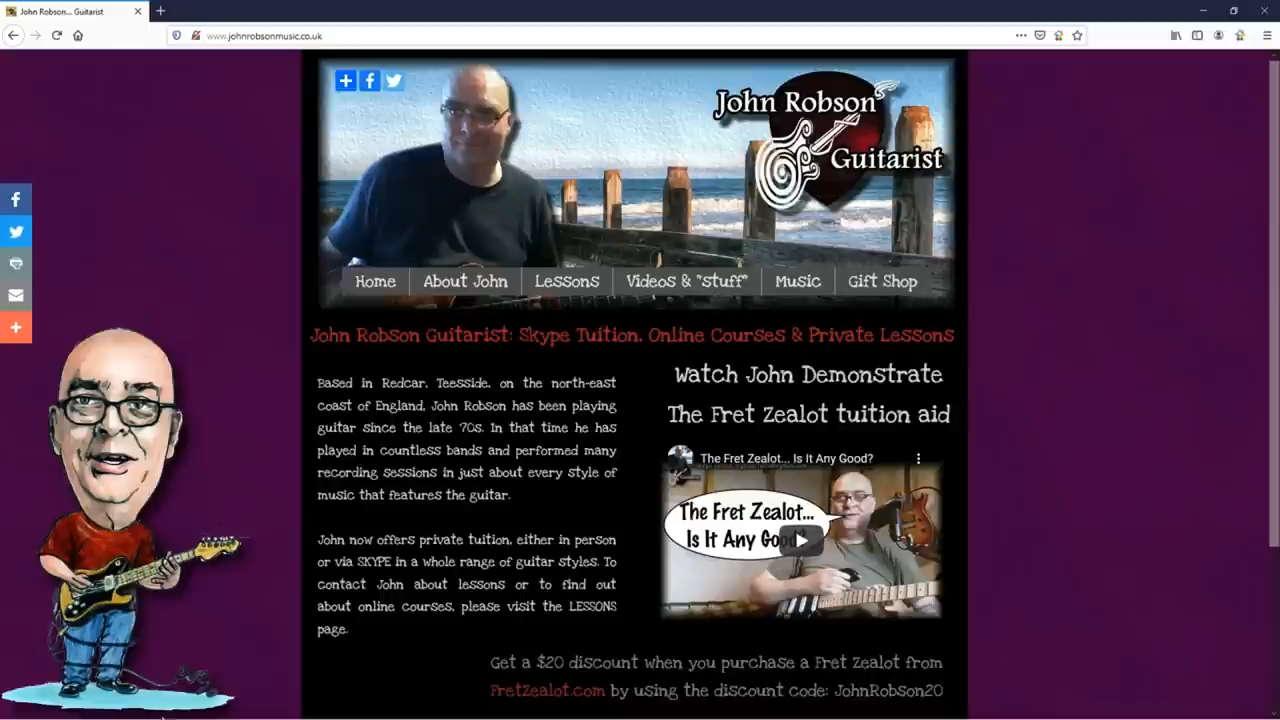 John Robson... Guitarist
www.johnrobsonmusic.co.uk
John Robson
Guitarist
Home
About John
Lessons
Videos & "stuff"
Music
Gift Shop
John Robson Guitarist: Skype Tuition, Online Courses & Private Lessons
Based in Redcar, Teesside, on the north-east
coast of England, John Robson has been playing
guitar since the late '70s. In that time he has
played in countless bands and performed many
recording sessions in just about every style of
music that features the guitar.
John now offers private tuition, either in person
or via SKYPE in a whole range of guitar styles. To
contact John about lessons or to find out
about online courses, please visit the LESSONS
page.
Watch John Demonstrate
The Fret Zealot tuition aid
The Fret Zealot... Is It Any Good?
The Fret Zealot...
Is It Any Good?
Get a $20 discount when you purchase a Fret Zealot from
FretZealot.com by using the discount code: JohnRobson20